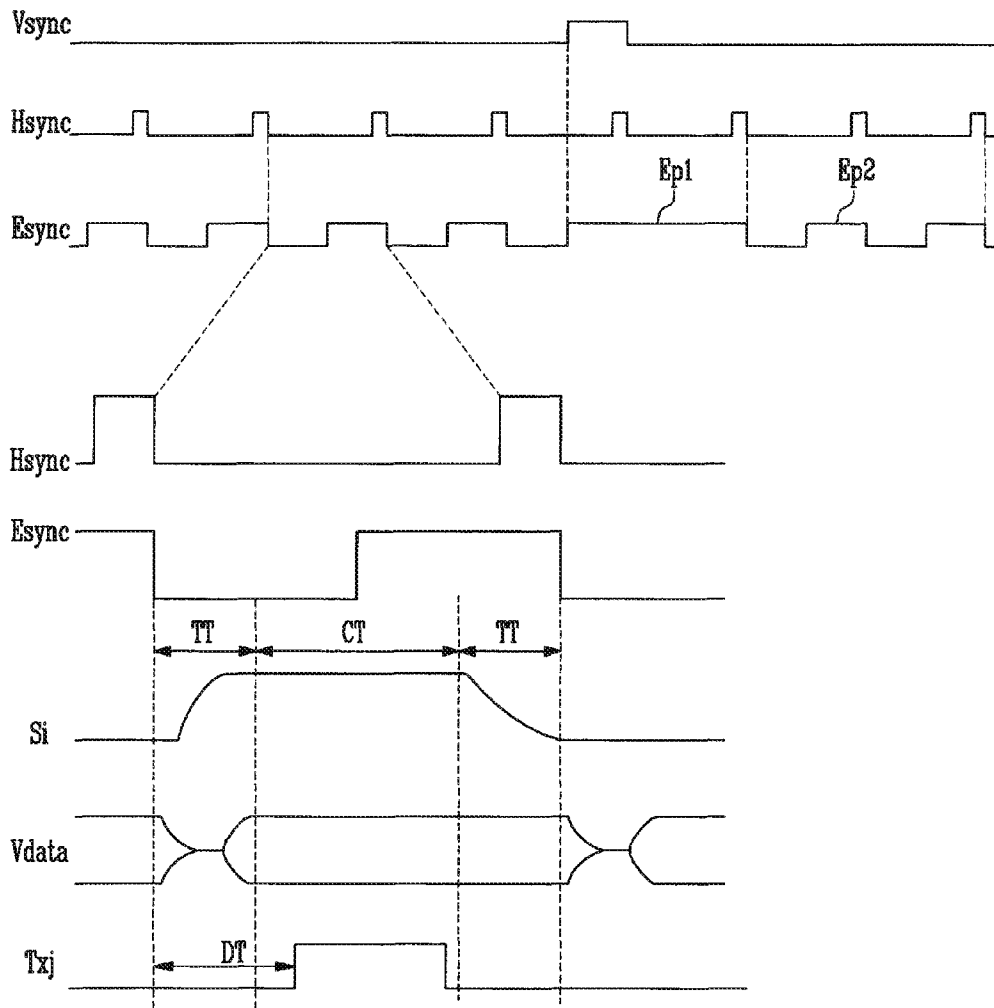 Vsync
Hsync
Ep1 Ep2
Esync
Hsync
Esync
TT CT TT
Si
Vdata
DT
Txj